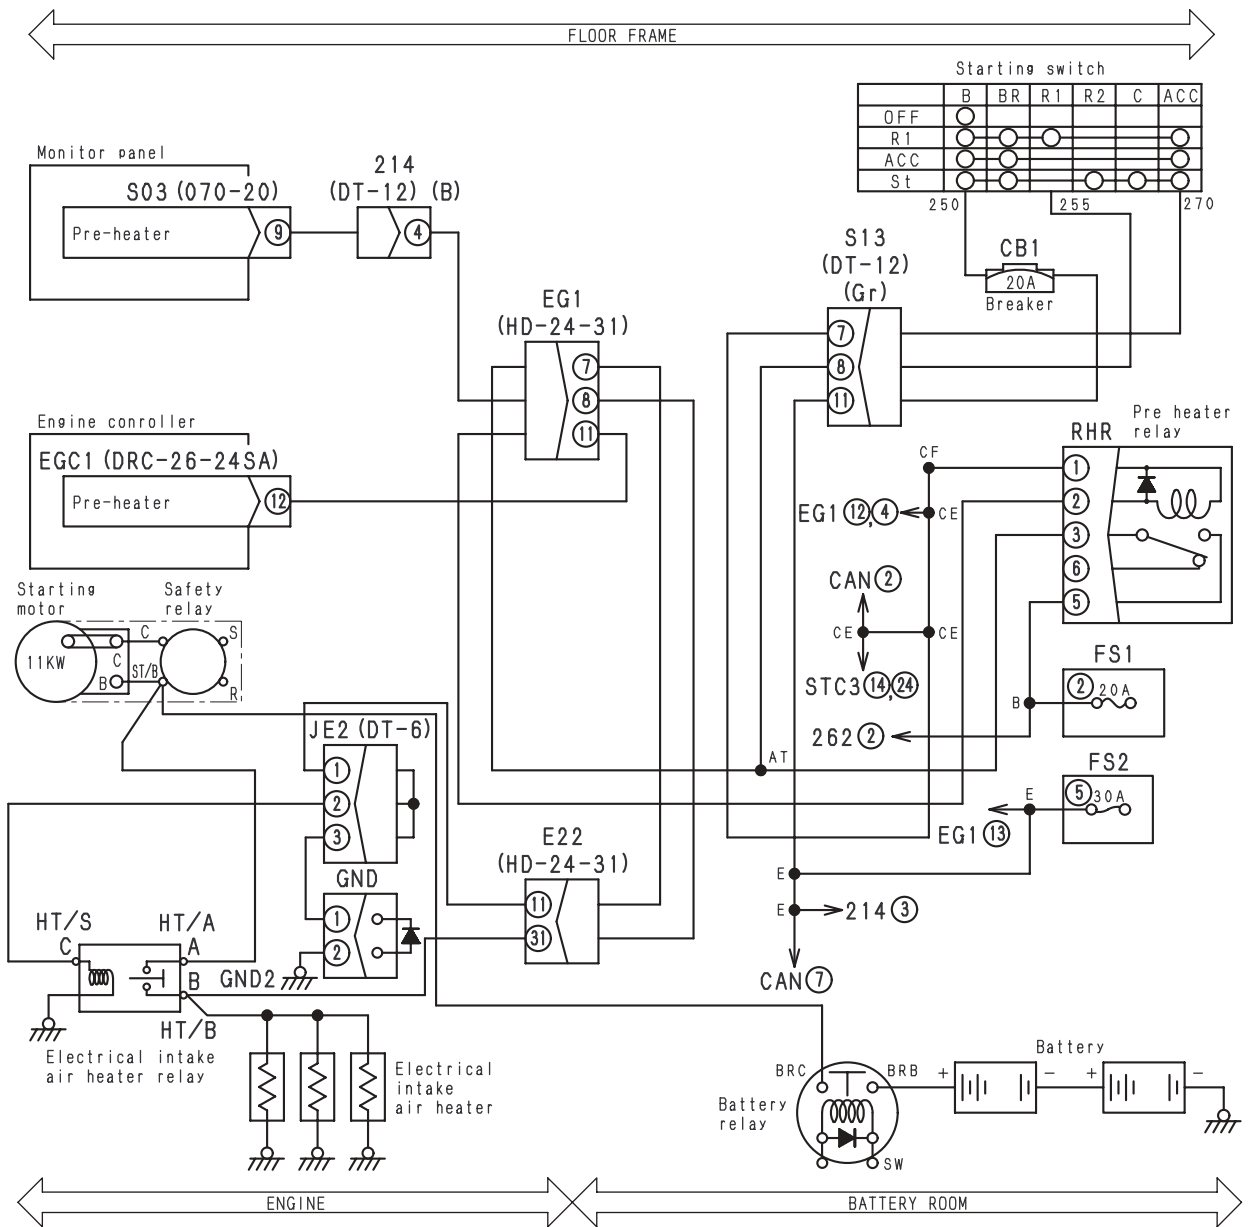 FLOOR FRAME
Starting switch
B BR R1 R2 C ACC
OFF
R1
ACC
St
250 255 270
Monitor panel
S03 (070-20)
214
(DT-12) (B)
Pre-heater 9
4
S13
(DT-12)
(Gr)
CB1
20A
Breaker
EG1
(HD-24-31)
7
8
11
7
8
11
Engine conroller
EGC1 (DRC-26-24SA)
Pre-heater 12
Pre heater
relay
RHR
1
2
3
6
5
CF
EG1 12,4 CE
CAN 2
CE CE
STC3 14,24
262 2
B
FS1
2 20A
AT
FS2
5 30A
E
EG1 13
Starting
motor
Safety
relay
11KW
C
C
B
ST/B
S
R
JE2 (DT-6)
1
2
3
E22
(HD-24-31)
11
31
GND
1
2
GND2
E
E
214 3
CAN 7
HT/S
C
HT/A
A
B
HT/B
Electrical intake
air heater relay
Electrical
intake
air heater
BRC BRB
Battery
relay
SW
Battery
+ - + -
ENGINE
BATTERY ROOM